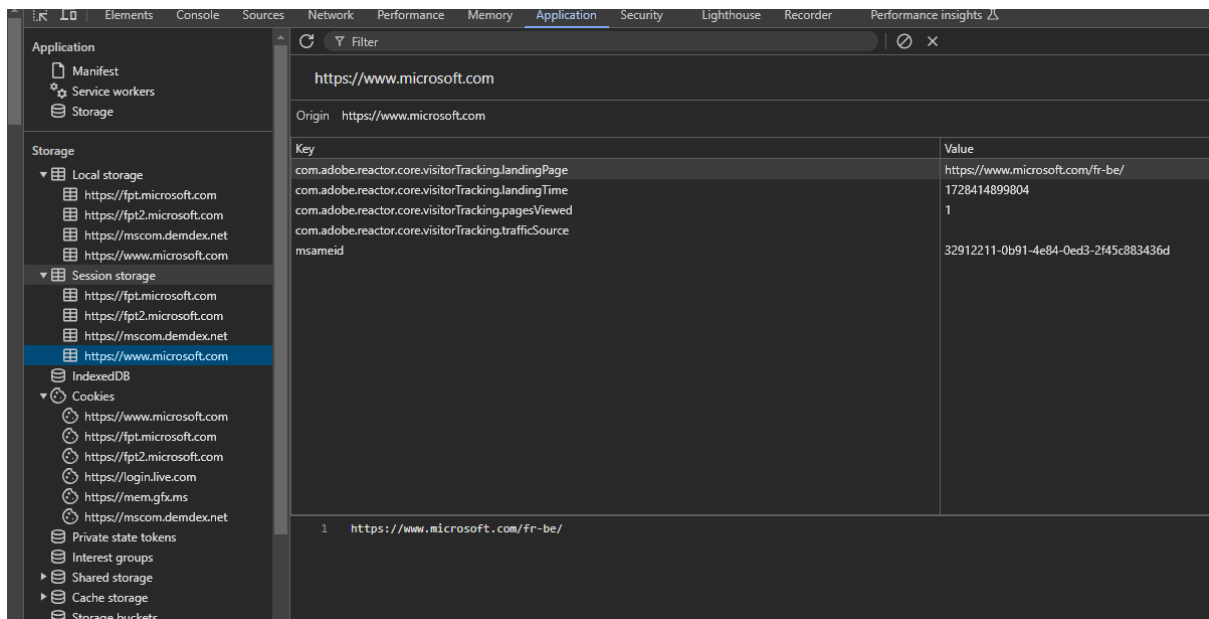 Elements Console Sources Network Performance Memory Application Security Lighthouse Recorder Performance insights
Application
Manifest
Service workers
Storage
Storage
Local storage
https://fpt.microsoft.com
https://fpt2.microsoft.com
https://mscom.demdex.net
https://www.microsoft.com
Session storage
https://fpt.microsoft.com
https://fpt2.microsoft.com
https://mscom.demdex.net
https://www.microsoft.com
IndexedDB
Cookies
https://www.microsoft.com
https://fpt.microsoft.com
https://fpt2.microsoft.com
https://login.live.com
https://mem.gfx.ms
https://mscom.demdex.net
Private state tokens
Interest groups
Shared storage
Cache storage
Storage buckets
Filter
https://www.microsoft.com
Origin https://www.microsoft.com
Key Value
com.adobe.reactor.core.visitorTracking.landingPage https://www.microsoft.com/fr-be/
com.adobe.reactor.core.visitorTracking.landingTime 1728414899804
com.adobe.reactor.core.visitorTracking.pagesViewed 1
com.adobe.reactor.core.visitorTracking.trafficSource
msameid 32912211-0b91-4e84-0ed3-2f45c883436d
1 https://www.microsoft.com/fr-be/